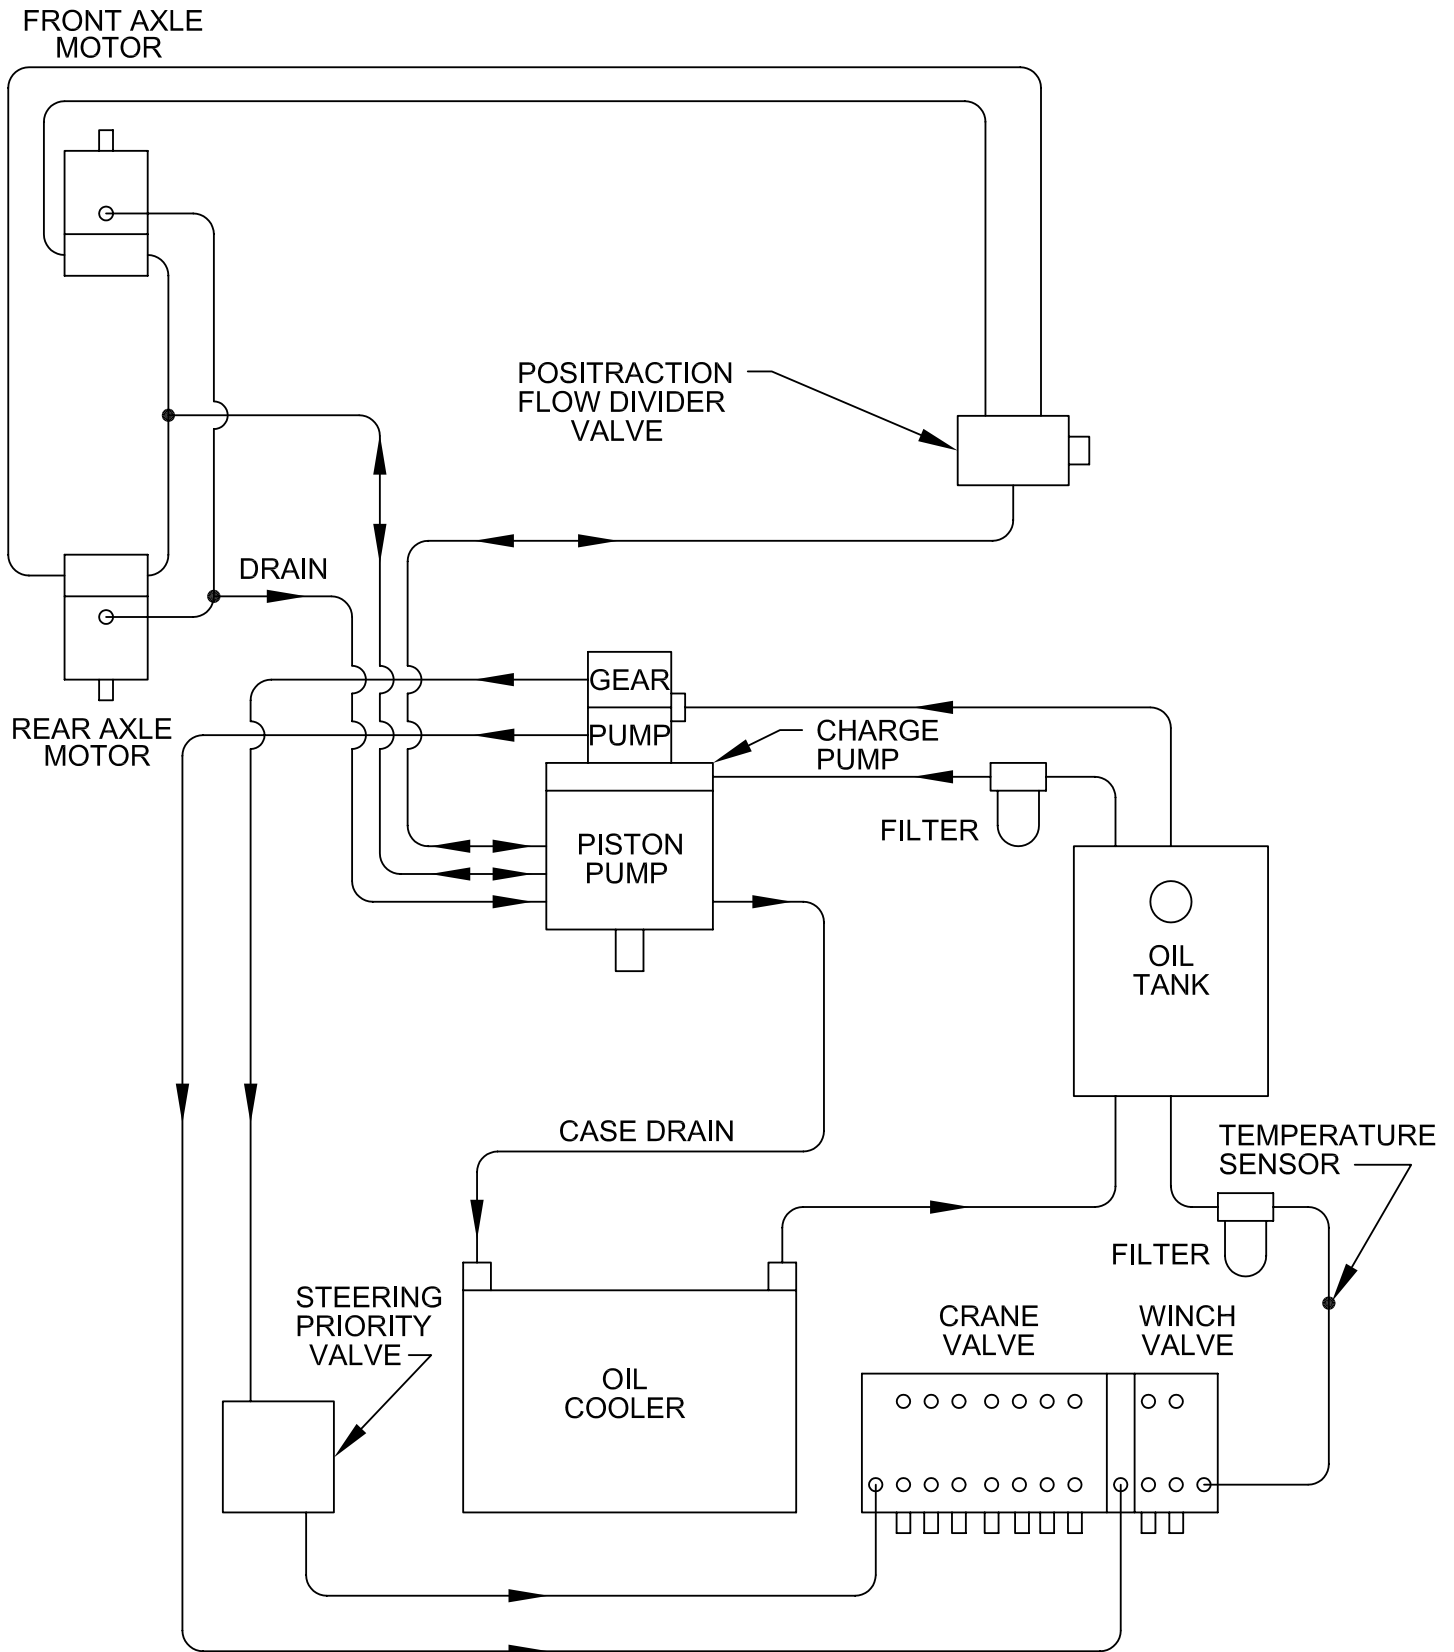 FRONT AXLE
MOTOR
POSITRACTION
FLOW DIVIDER
VALVE
DRAIN
GEAR
PUMP
REAR AXLE
MOTOR
CHARGE
PUMP
FILTER
PISTON
PUMP
OIL
TANK
CASE DRAIN
TEMPERATURE
SENSOR
FILTER
STEERING
PRIORITY
VALVE
CRANE
VALVE
WINCH
VALVE
OIL
COOLER